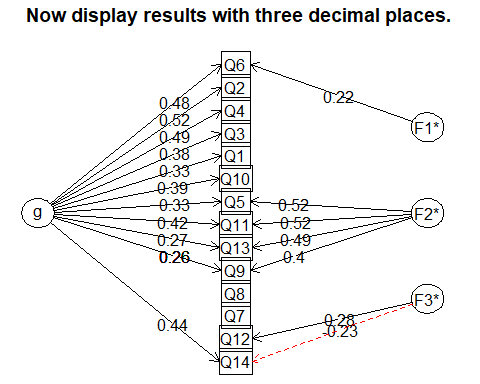 Now display results with three decimal places.
Q6
Q2
Q4
Q3
Q1
Q10
Q5
Q11
Q13
Q9
Q8
Q7
Q12
Q14
g
0.48
0.52
0.49
0.38
0.33
0.39
0.33
0.42
0.27
0.26
0.44
F1*
F2*
F3*
0.22
0.52
0.52
0.49
0.4
0.28
-0.23